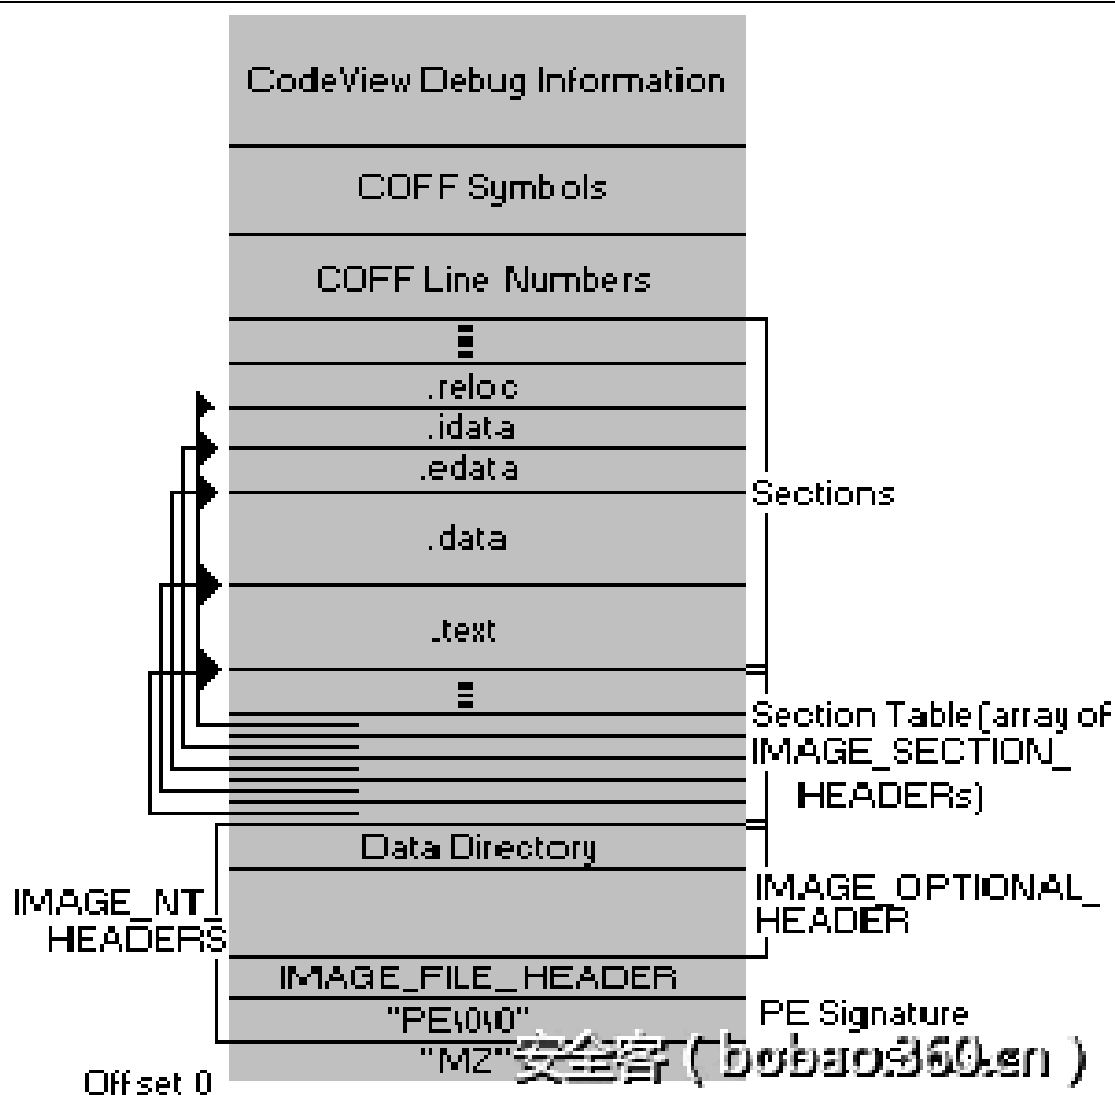 CodeView Debug Information
COFF Symbols
COFF Line Numbers
.reloc
.idata
.edata
Sections
.data
.text
Section Table (array of
IMAGE_SECTION_
HEADERs)
Data Directory
IMAGE_NT_
HEADERS
IMAGE_OPTIONAL_
HEADER
IMAGE_FILE_HEADER
"PE\0\0"
PE Signature
"MZ"
安全客 ( bobao.360.cn )
Offset 0